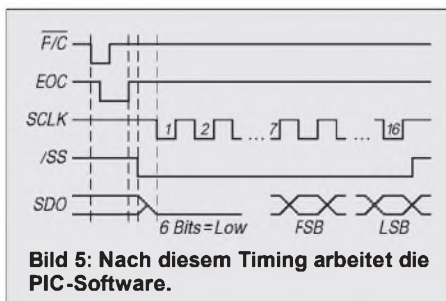 F/C
EOC
SCLK
1 2 ... 7 ... 16
/SS
SDO
6 Bits=Low FSB LSB
Bild 5: Nach diesem Timing arbeitet die
PIC-Software.